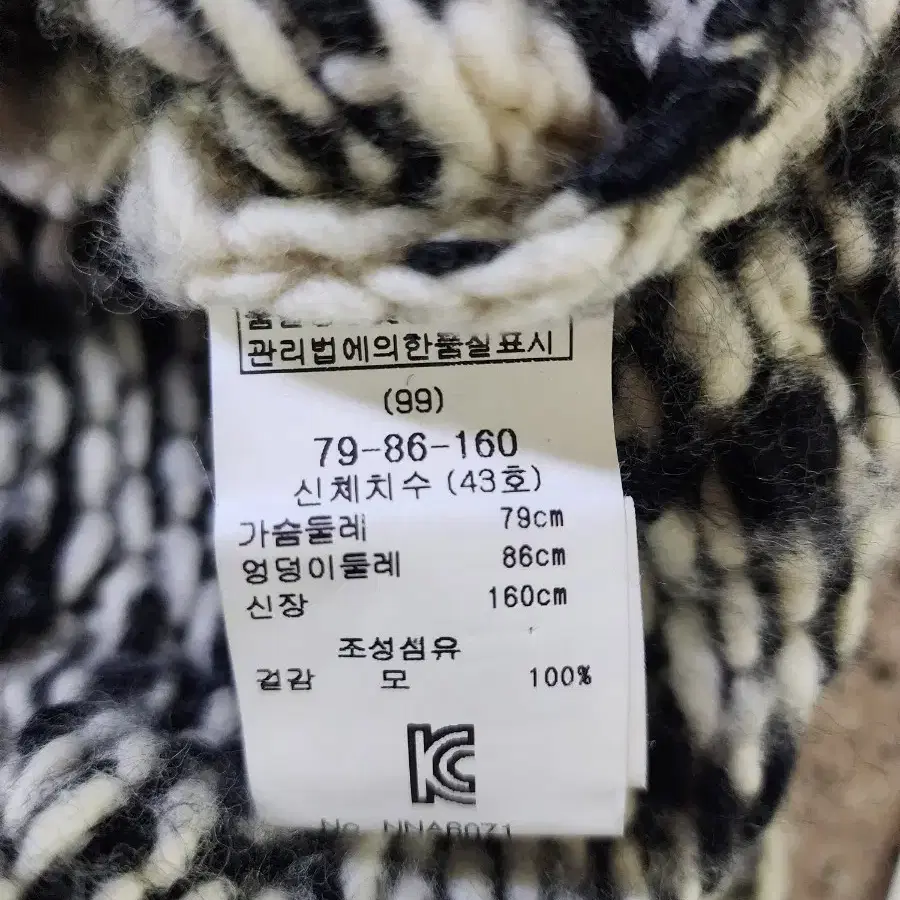 관리법에의한품질표시
(99)
79-86-160
신체치수 (43호)
가슴둘레 79cm
엉덩이둘레 86cm
신장 160cm
조성섬유
겉감 모 100%
KC